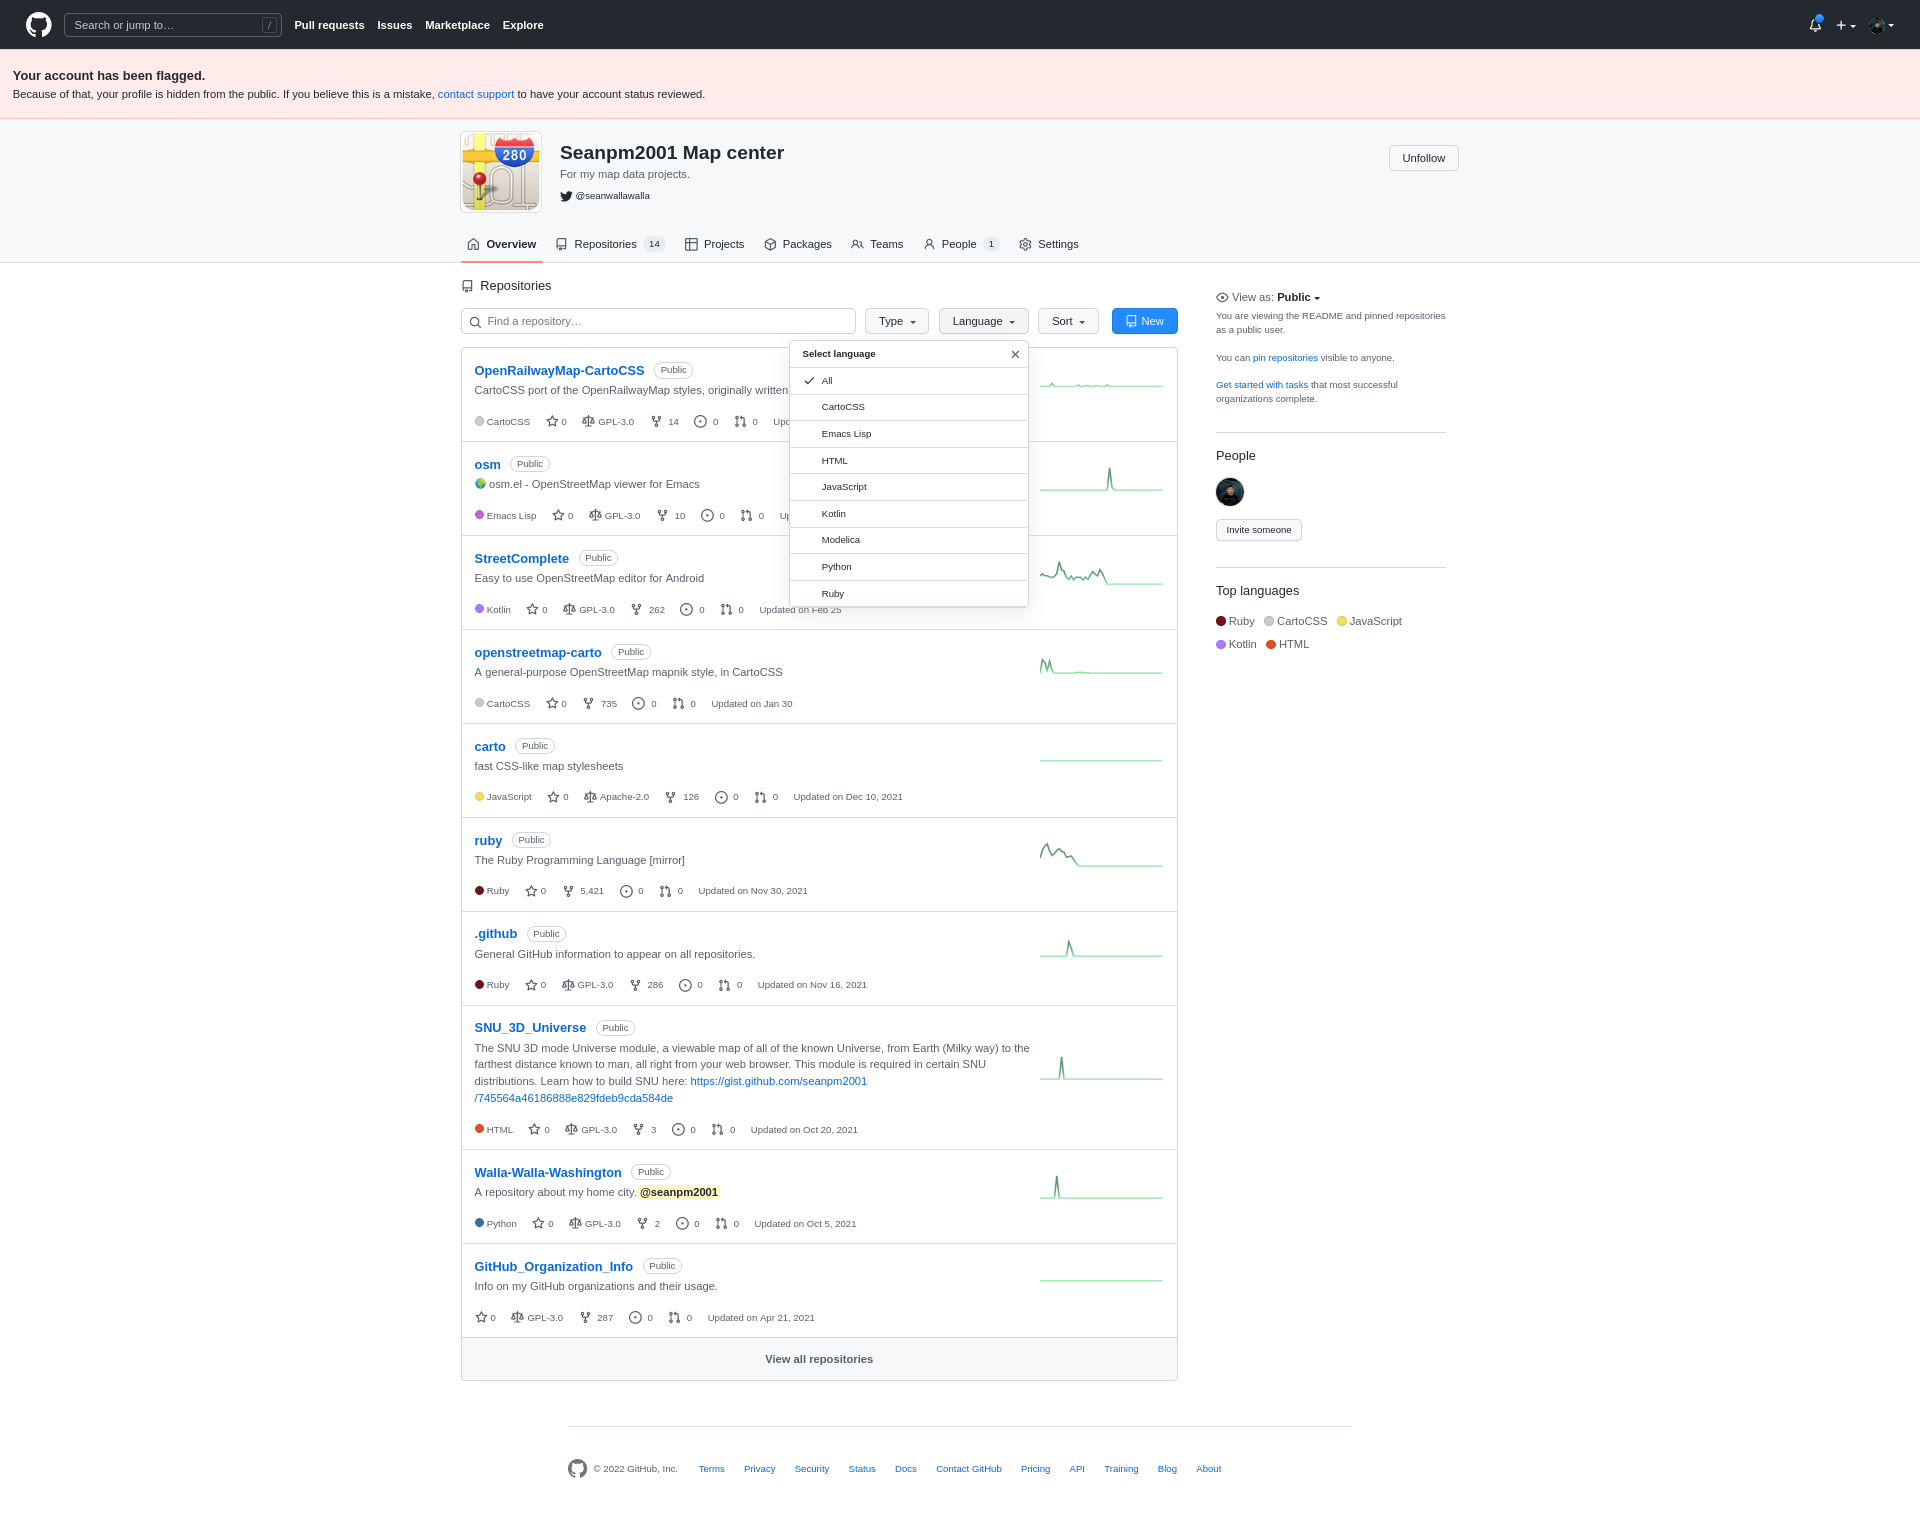 Search or jump to…
/
Pull requests Issues Marketplace Explore
Your account has been flagged.
Because of that, your profile is hidden from the public. If you believe this is a mistake, contact support to have your account status reviewed.
280
Seanpm2001 Map center
For my map data projects.
@seanwallawalla
Unfollow
Overview Repositories 14 Projects Packages Teams People 1 Settings
Repositories
Find a repository…
Type Language Sort New
Select language
All
CartoCSS
Emacs Lisp
HTML
JavaScript
Kotlin
Modelica
Python
Ruby
OpenRailwayMap-CartoCSS Public
CartoCSS port of the OpenRailwayMap styles, originally written
CartoCSS 0 GPL-3.0 14 0 0
osm Public
osm.el - OpenStreetMap viewer for Emacs
Emacs Lisp 0 GPL-3.0 10 0 0
StreetComplete Public
Easy to use OpenStreetMap editor for Android
Kotlin 0 GPL-3.0 262 0 0 Updated on Feb 25
openstreetmap-carto Public
A general-purpose OpenStreetMap mapnik style, in CartoCSS
CartoCSS 0 735 0 0 Updated on Jan 30
carto Public
fast CSS-like map stylesheets
JavaScript 0 Apache-2.0 126 0 0 Updated on Dec 10, 2021
ruby Public
The Ruby Programming Language [mirror]
Ruby 0 5,421 0 0 Updated on Nov 30, 2021
.github Public
General GitHub information to appear on all repositories.
Ruby 0 GPL-3.0 286 0 0 Updated on Nov 16, 2021
SNU_3D_Universe Public
The SNU 3D mode Universe module, a viewable map of all of the known Universe, from Earth (Milky way) to the
farthest distance known to man, all right from your web browser. This module is required in certain SNU
distributions. Learn how to build SNU here: https://gist.github.com/seanpm2001
/745564a46186888e829fdeb9cda584de
HTML 0 GPL-3.0 3 0 0 Updated on Oct 20, 2021
Walla-Walla-Washington Public
A repository about my home city. @seanpm2001
Python 0 GPL-3.0 2 0 0 Updated on Oct 5, 2021
GitHub_Organization_Info Public
Info on my GitHub organizations and their usage.
0 GPL-3.0 287 0 0 Updated on Apr 21, 2021
View all repositories
View as: Public
You are viewing the README and pinned repositories
as a public user.
You can pin repositories visible to anyone.
Get started with tasks that most successful
organizations complete.
People
Invite someone
Top languages
Ruby CartoCSS JavaScript
Kotlin HTML
© 2022 GitHub, Inc. Terms Privacy Security Status Docs Contact GitHub Pricing API Training Blog About